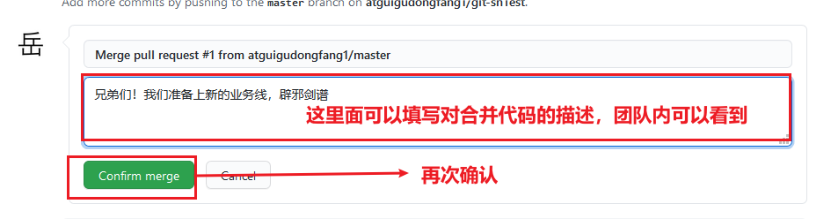 Add more commits by pushing to the master branch on atguigudongfang1/git-shTest.
岳
Merge pull request #1 from atguigudongfang1/master
兄弟们！我们准备上新的业务线，辟邪剑谱
这里面可以填写对合并代码的描述，团队内可以看到
Confirm merge
Cancel
再次确认